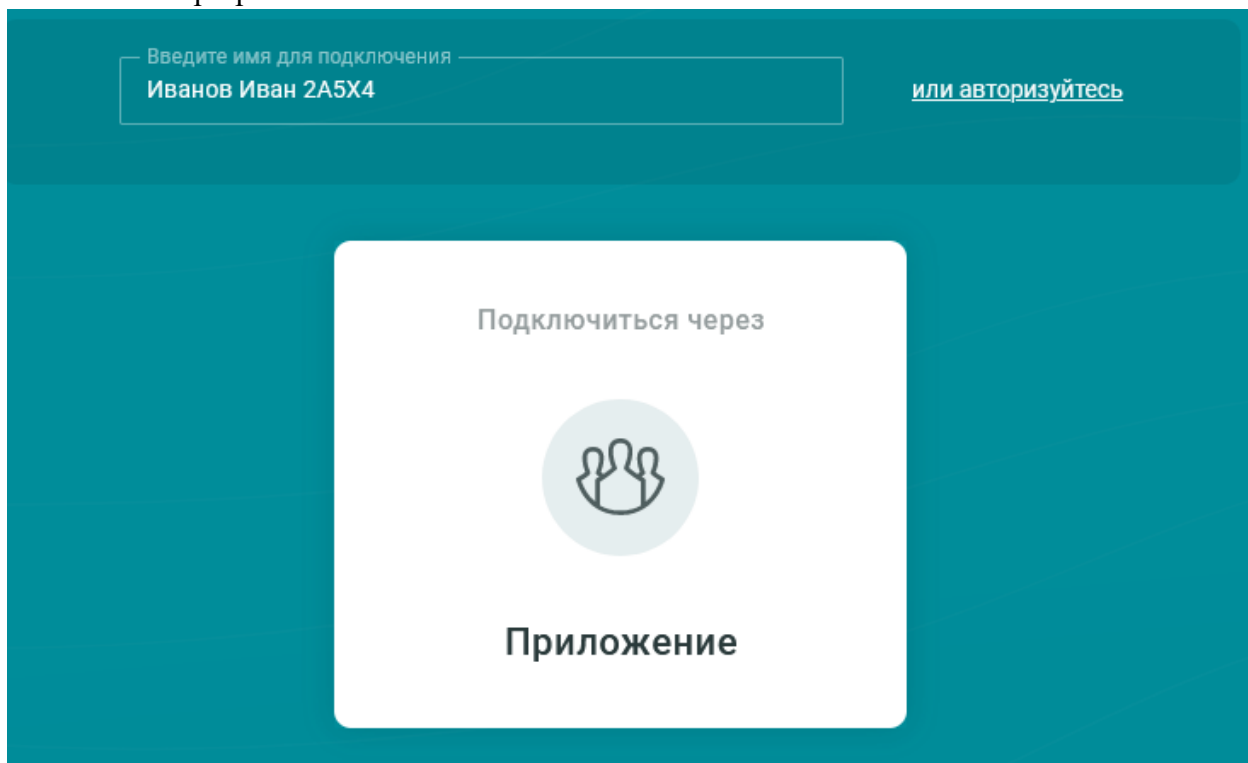 Введите имя для подключения
Иванов Иван 2A5X4
или авторизуйтесь
Подключиться через
Приложение